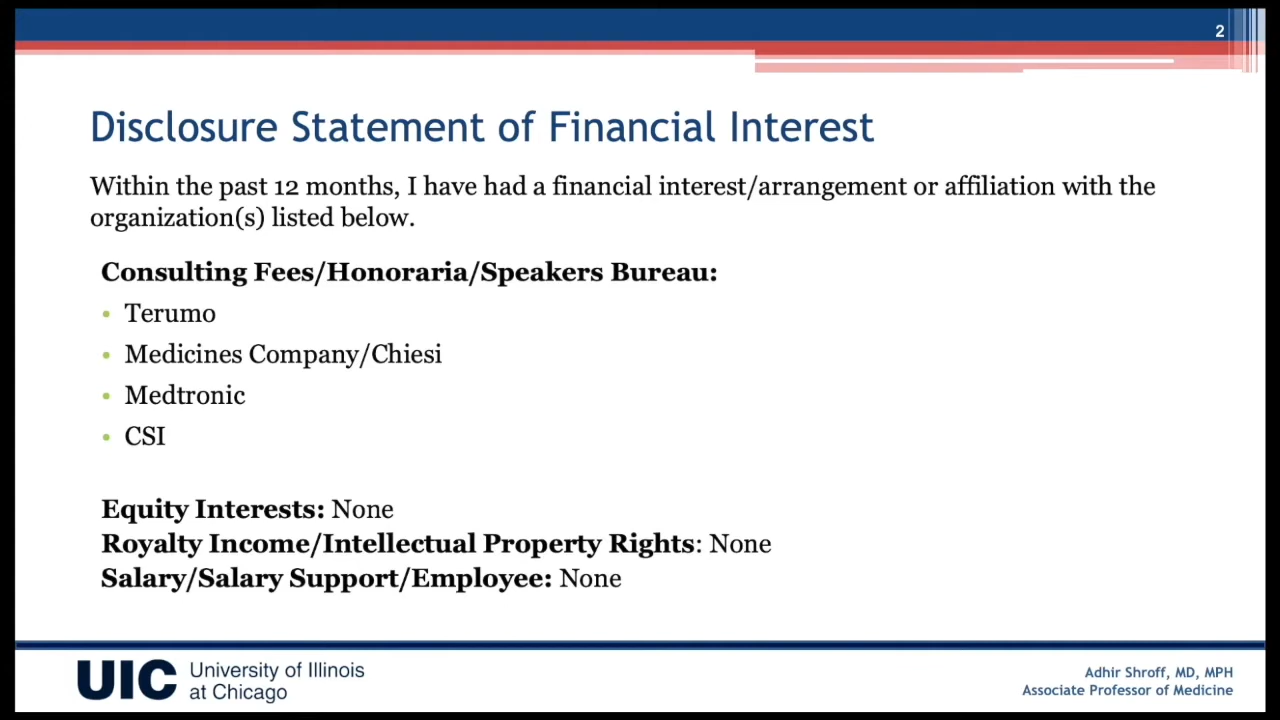 2
Disclosure Statement of Financial Interest
Within the past 12 months, I have had a financial interest/arrangement or affiliation with the
organization(s) listed below.
Consulting Fees/Honoraria/Speakers Bureau:
• Terumo
• Medicines Company/Chiesi
• Medtronic
• CSI
Equity Interests: None
Royalty Income/Intellectual Property Rights: None
Salary/Salary Support/Employee: None
UIC University of Illinois
at Chicago
Adhir Shroff, MD, MPH
Associate Professor of Medicine